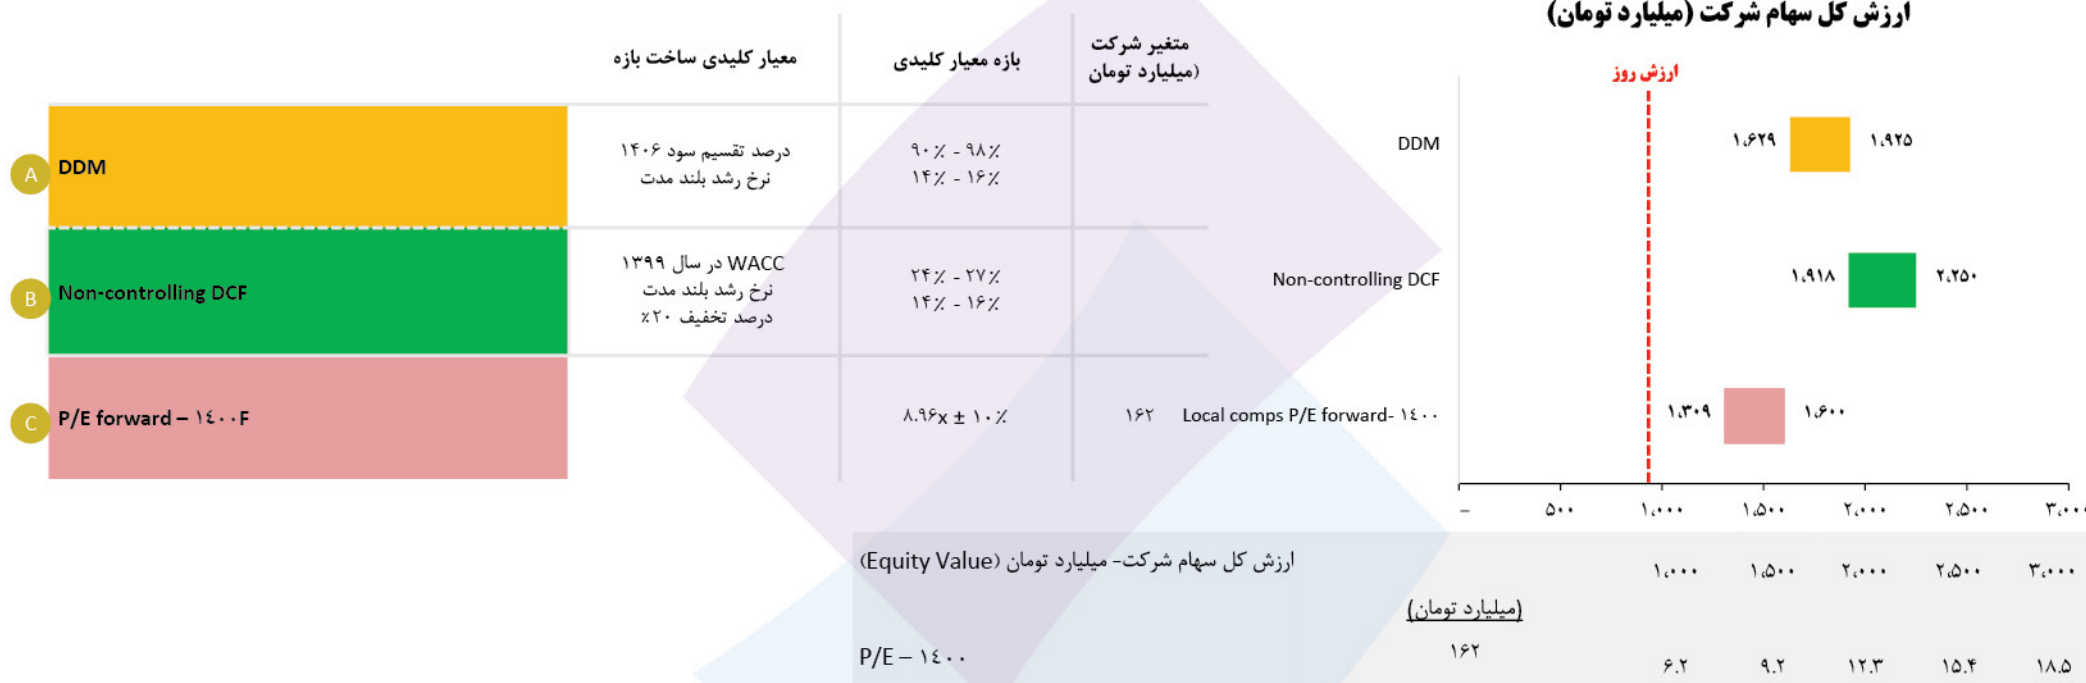 ارزش کل سهام شرکت (میلیارد تومان)
معیار کلیدی ساخت بازه
بازه معیار کلیدی
متغیر شرکت
(میلیارد تومان
A
DDM
درصد تقسیم سود ۱۴۰۶
نرخ رشد بلند مدت
۹۰٪ - ۹۸٪
۱۴٪ - ۱۶٪
B
Non-controlling DCF
WACC در سال ۱۳۹۹
نرخ رشد بلند مدت
درصد تخفیف ۲۰٪
۲۴٪ - ۲۷٪
۱۴٪ - ۱۶٪
C
P/E forward – ۱٤۰۰F
۸.۹۶x ± ۱۰٪
۱۶۲
ارزش روز
DDM
۱،۶۲۹
۱،۹۲۵
Non-controlling DCF
۱،۹۱۸
۲،۲۵۰
Local comps P/E forward- ۱٤۰۰
۱،۳۰۹
۱،۶۰۰
– ۵۰۰ ۱،۰۰۰ ۱،۵۰۰ ۲،۰۰۰ ۲،۵۰۰ ۳،۰۰۰
ارزش کل سهام شرکت- میلیارد تومان (Equity Value)
۱،۰۰۰ ۱،۵۰۰ ۲،۰۰۰ ۲،۵۰۰ ۳،۰۰۰
(میلیارد تومان)
P/E – ۱٤۰۰
۱۶۲
۶.۲ ۹.۲ ۱۲.۳ ۱۵.۴ ۱۸.۵